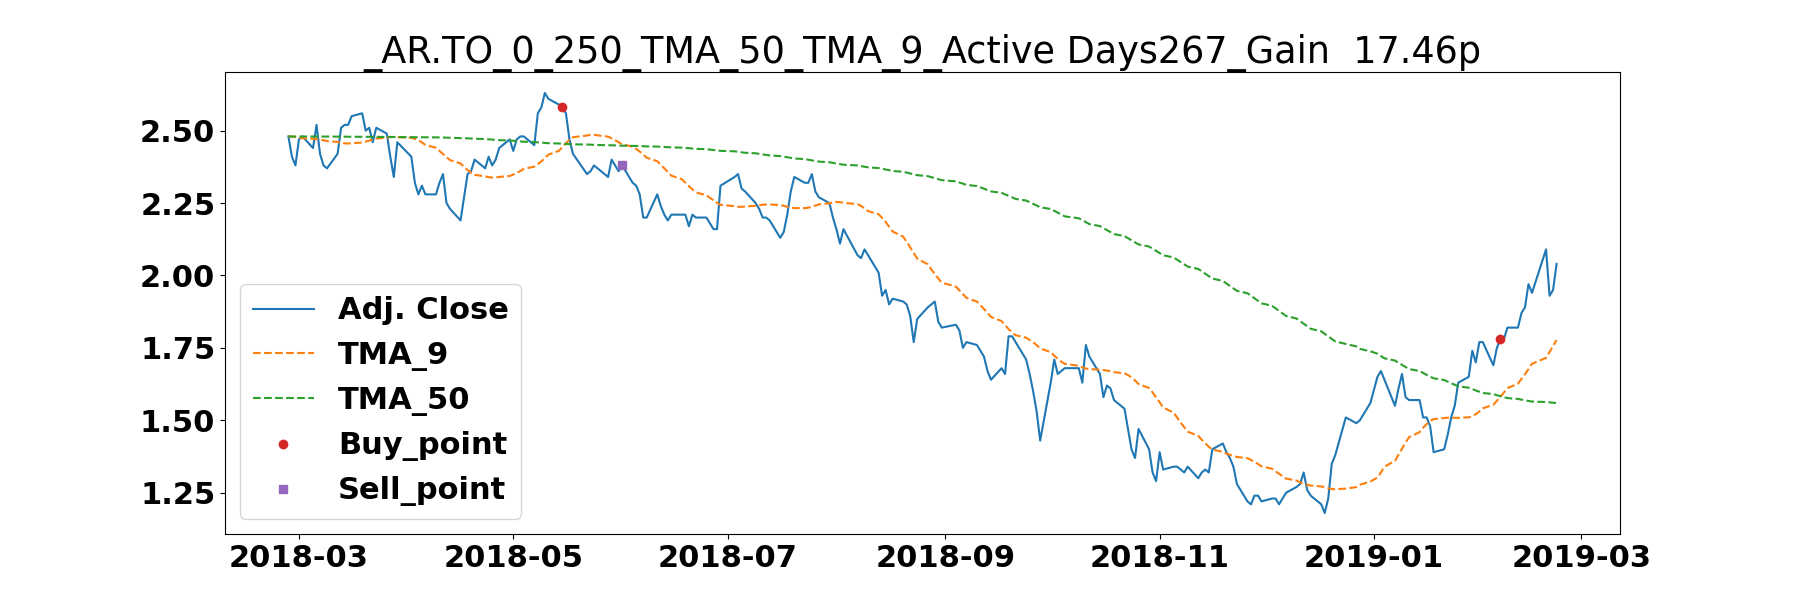 _AR.TO_0_250_TMA_50_TMA_9_Active Days267_Gain  17.46p
2.50
2.25
2.00
1.75
1.50
1.25
Adj. Close
TMA_9
TMA_50
Buy_point
Sell_point
2018-03 2018-05 2018-07 2018-09 2018-11 2019-01 2019-03